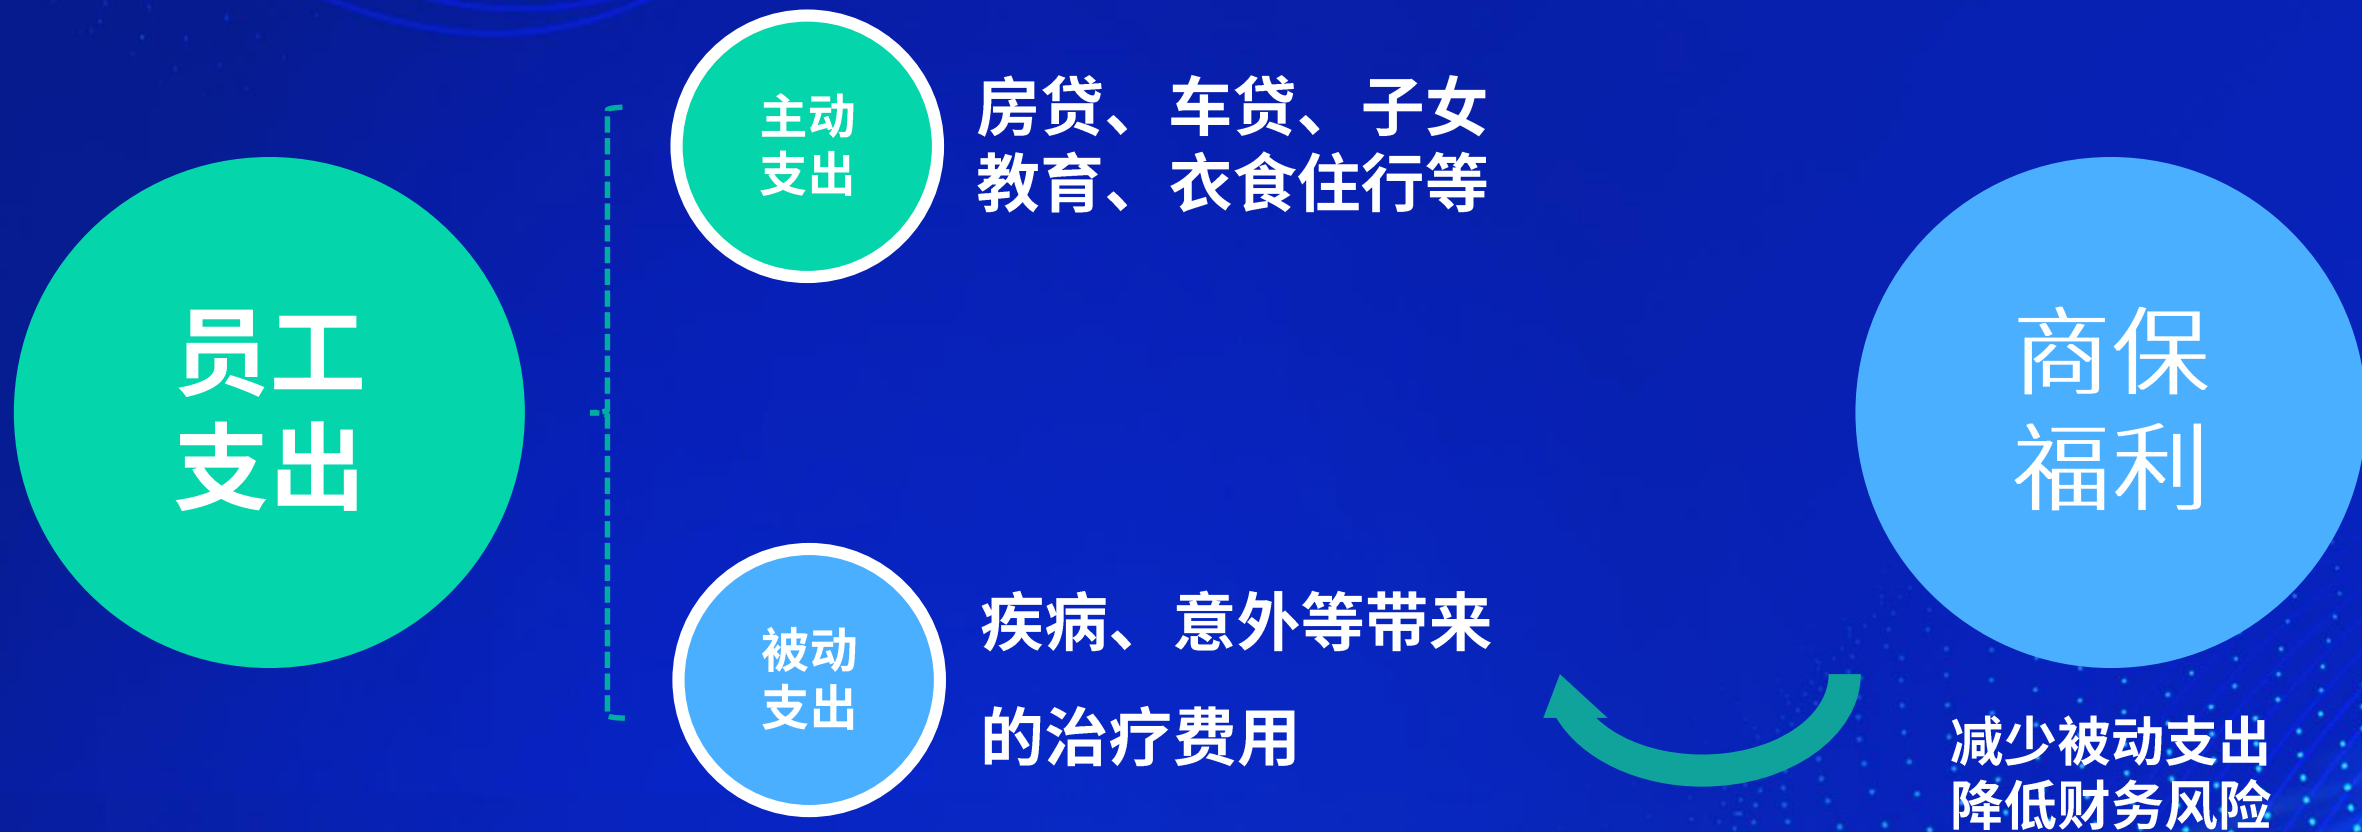 员工
支出
主动
支出
房贷、车贷、子女
教育、衣食住行等
被动
支出
疾病、意外等带来
的治疗费用
商保
福利
减少被动支出
降低财务风险